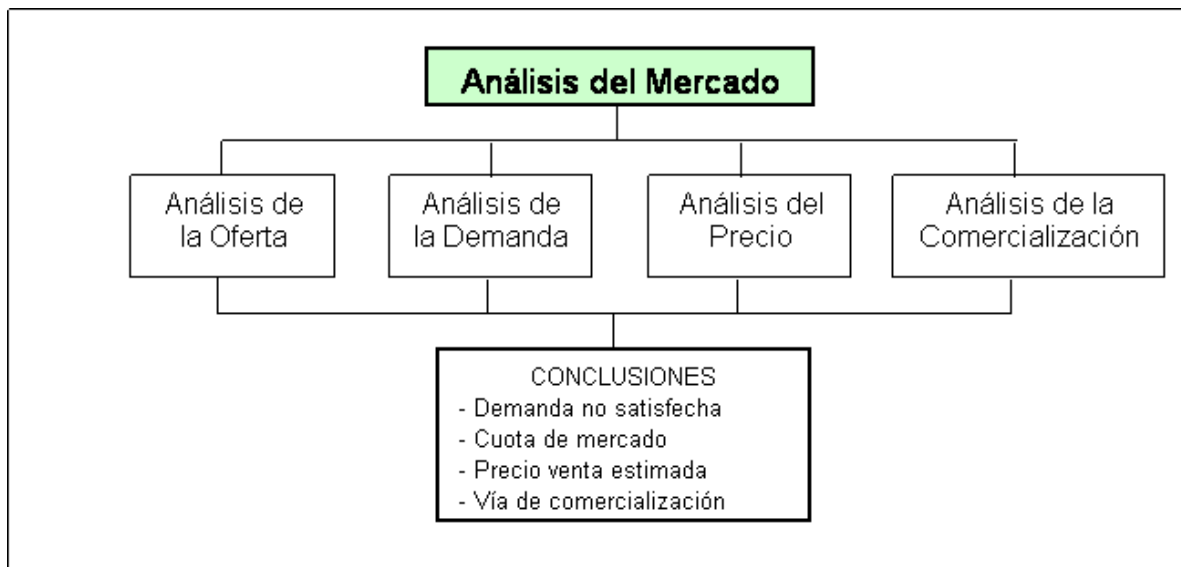 Análisis del Mercado
Análisis de
la Oferta
Análisis de
la Demanda
Análisis del
Precio
Análisis de la
Comercialización
CONCLUSIONES
- Demanda no satisfecha
- Cuota de mercado
- Precio venta estimada
- Vía de comercialización